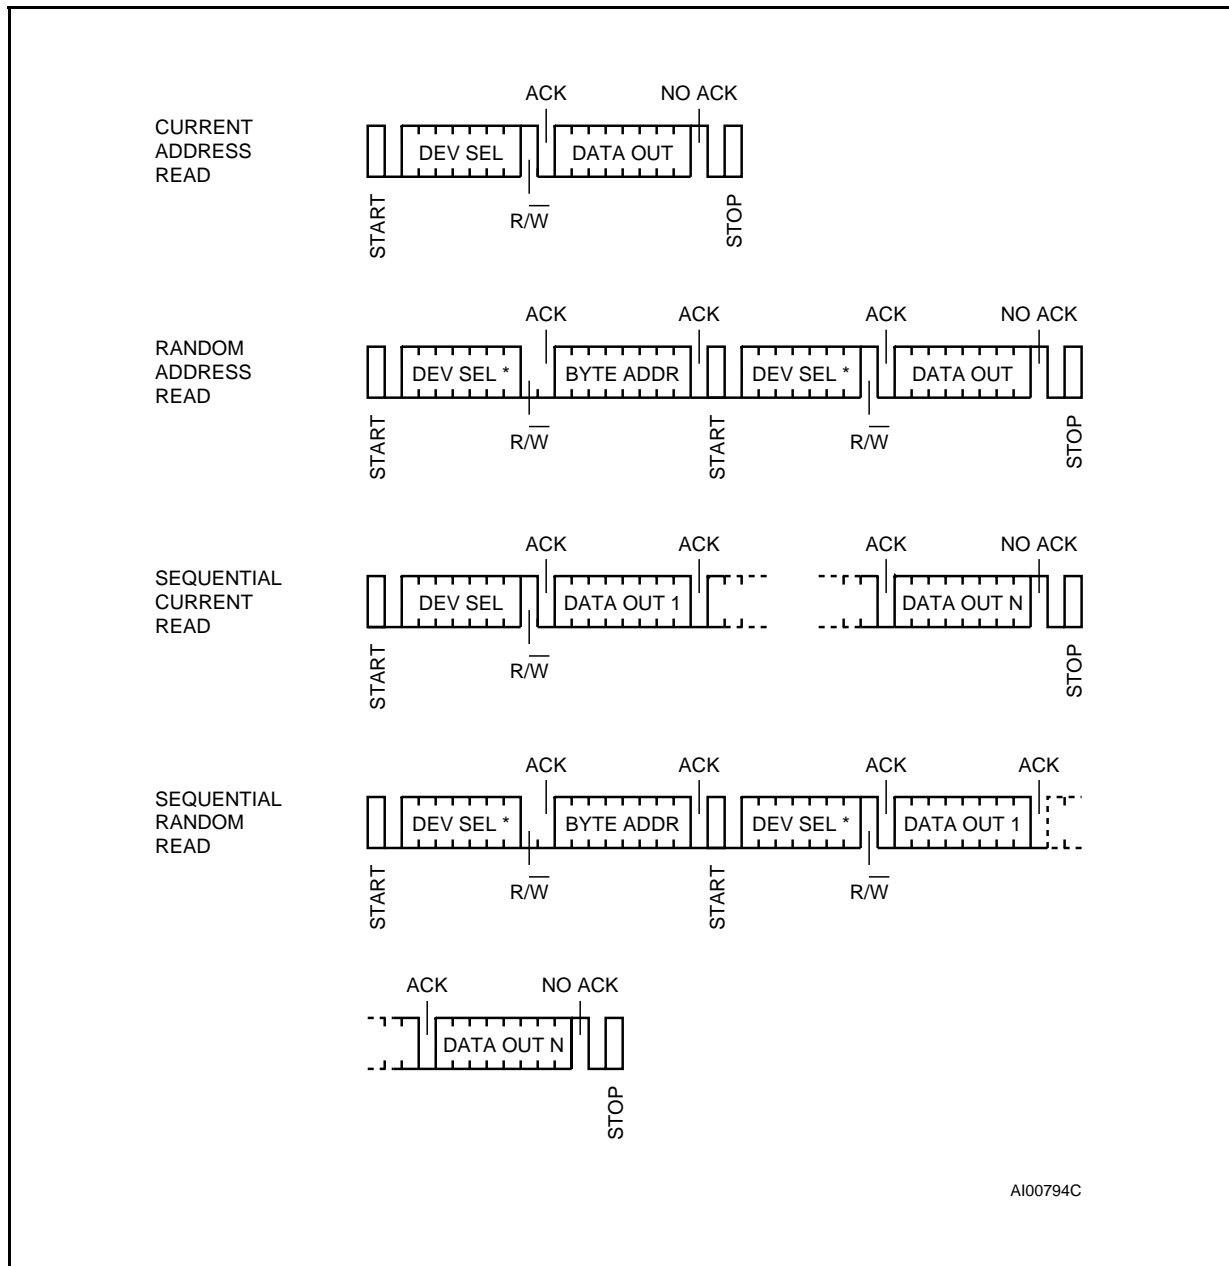 ACK NO ACK
CURRENT
ADDRESS
READ
DEV SEL DATA OUT
R/W̅
START STOP
ACK ACK ACK NO ACK
RANDOM
ADDRESS
READ
DEV SEL * BYTE ADDR DEV SEL * DATA OUT
R/W̅ R/W̅
START START STOP
ACK ACK ACK NO ACK
SEQUENTIAL
CURRENT
READ
DEV SEL DATA OUT 1 DATA OUT N
R/W̅
START STOP
ACK ACK ACK ACK
SEQUENTIAL
RANDOM
READ
DEV SEL * BYTE ADDR DEV SEL * DATA OUT 1
R/W̅ R/W̅
START START
ACK NO ACK
DATA OUT N
STOP
AI00794C